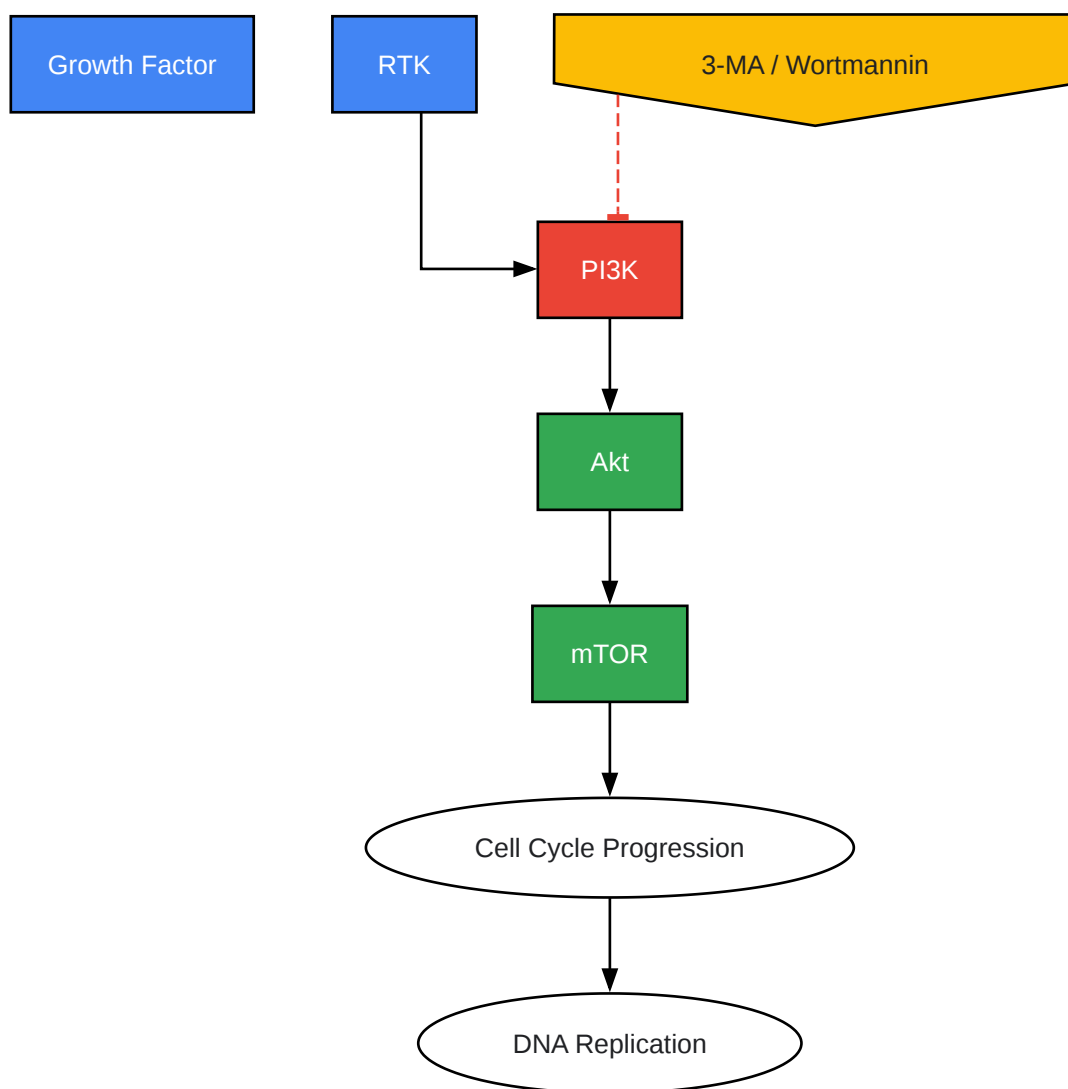 Growth Factor
RTK
3-MA / Wortmannin
PI3K
Akt
mTOR
Cell Cycle Progression
DNA Replication